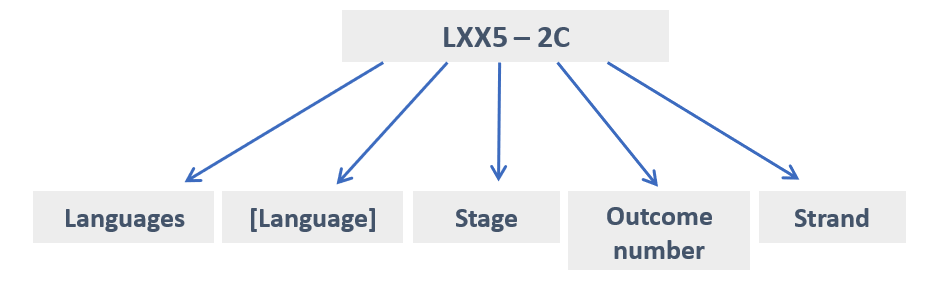 LXX5 – 2C
Languages
[Language]
Stage
Outcome
number
Strand